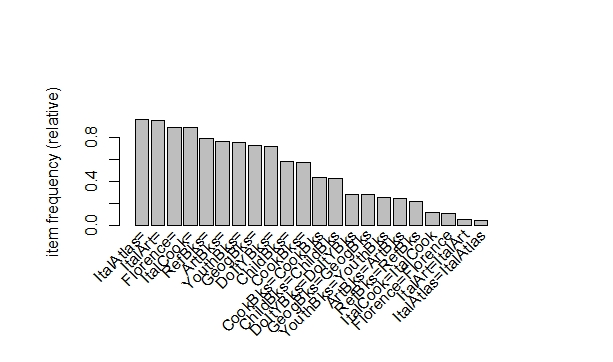 item frequency (relative)
0.8
0.4
0.0
ItalAtlas=
ItalArt=
Florence=
ItalCook=
RefBks=
ArtBks=
YouthBks=
GeogBks=
DoItYBks=
ChildBks=
CookBks=
CookBks=CookBks
ChildBks=ChildBks
DoItYBks=DoItYBks
GeogBks=GeogBks
YouthBks=YouthBks
ArtBks=ArtBks
RefBks=RefBks
ItalCook=ItalCook
Florence=Florence
ItalArt=ItalArt
ItalAtlas=ItalAtlas